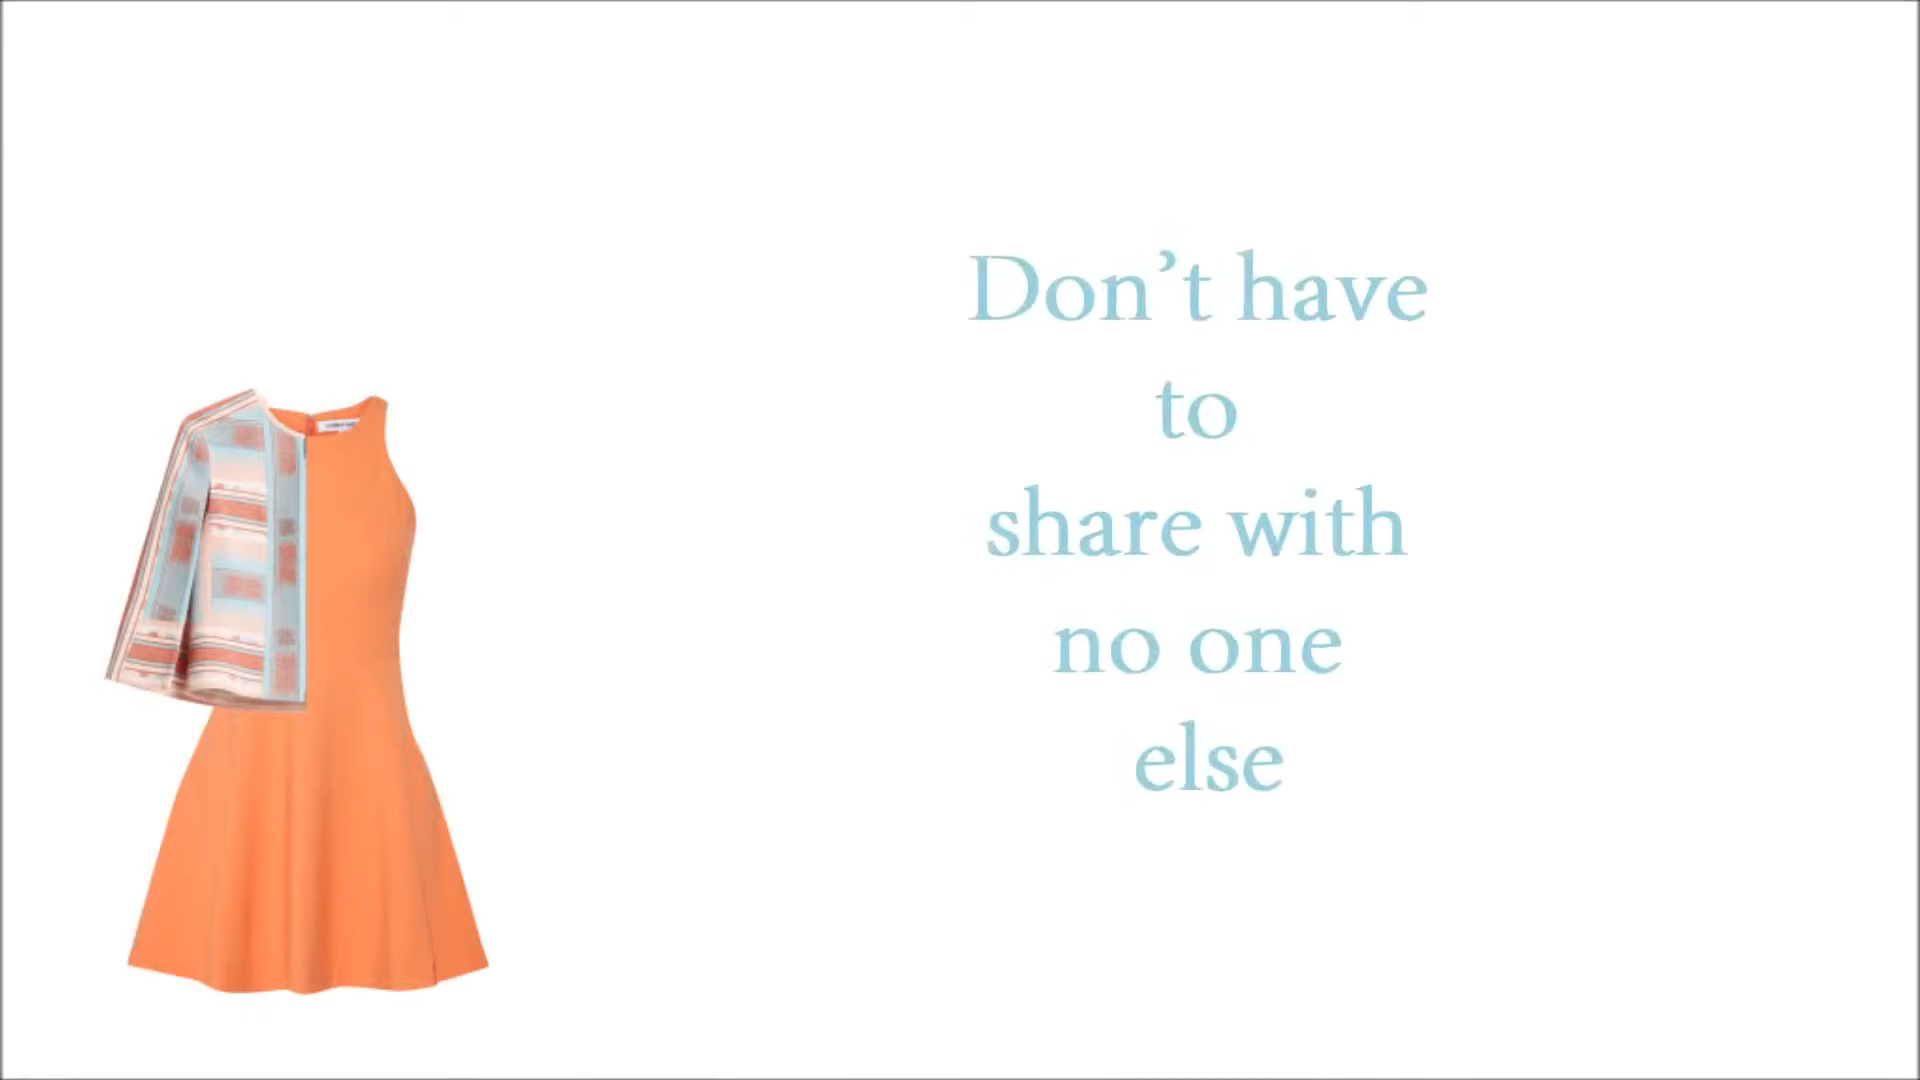 Don’t have
to
share with
no one
else